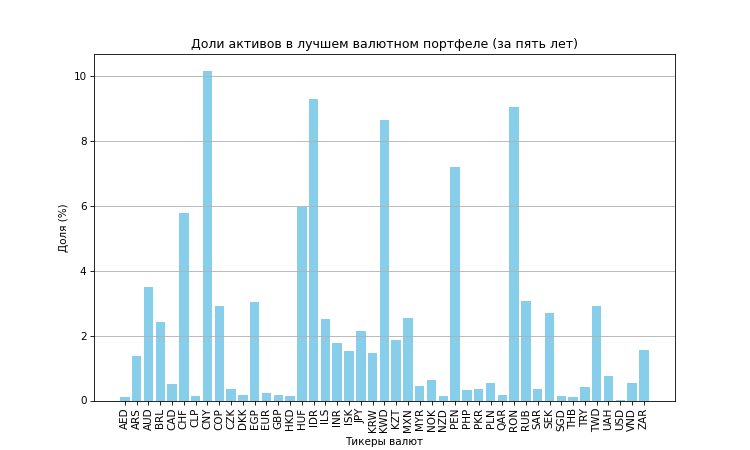 Доли активов в лучшем валютном портфеле (за пять лет)
Доля (%)
10
8
6
4
2
0
AED ARS AUD BRL CAD CHF CLP CNY COP CZK DKK EGP EUR GBP HKD HUF IDR ILS INR ISK JPY KRW KWD KZT MXN MYR NOK NZD PEN PHP PKR PLN QAR RON RUB SAR SEK SGD THB TRY TWD UAH USD VND ZAR
Тикеры валют